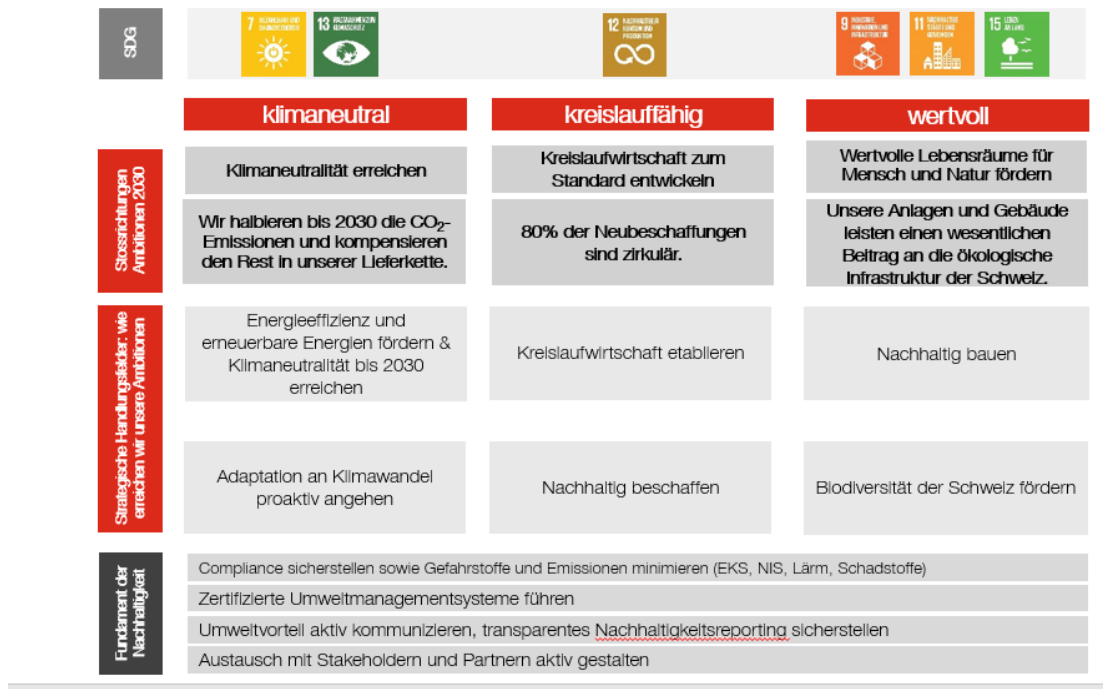 SDG
7 BEZAHLBARE UND
SAUBERE ENERGIE
13 MASSNAHMEN ZUM
KLIMASCHUTZ
12 NACHHALTIGER
KONSUM UND
PRODUKTION
9 INDUSTRIE,
INNOVATION UND
INFRASTRUKTUR
11 NACHHALTIGE
STÄDTE UND
GEMEINDEN
15 LEBEN
AN LAND
klimaneutral
kreislauffähig
wertvoll
Stossrichtungen
Ambitionen 2030
Klimaneutralität erreichen
Kreislaufwirtschaft zum
Standard entwickeln
Wertvolle Lebensräume für
Mensch und Natur fördern
Wir halbieren bis 2030 die CO₂-
Emissionen und kompensieren
den Rest in unserer Lieferkette.
80% der Neubeschaffungen
sind zirkulär.
Unsere Anlagen und Gebäude
leisten einen wesentlichen
Beitrag an die ökologische
Infrastruktur der Schweiz.
Strategische Handlungsfelder: wie
erreichen wir unsere Ambitionen
Energieeffizienz und
erneuerbare Energien fördern &
Klimaneutralität bis 2030
erreichen
Kreislaufwirtschaft etablieren
Nachhaltig bauen
Adaptation an Klimawandel
proaktiv angehen
Nachhaltig beschaffen
Biodiversität der Schweiz fördern
Fundament der
Nachhaltigkeit
Compliance sicherstellen sowie Gefahrstoffe und Emissionen minimieren (EKS, NIS, Lärm, Schadstoffe)
Zertifizierte Umweltmanagementsysteme führen
Umweltvorteil aktiv kommunizieren, transparentes Nachhaltigkeitsreporting sicherstellen
Austausch mit Stakeholdern und Partnern aktiv gestalten